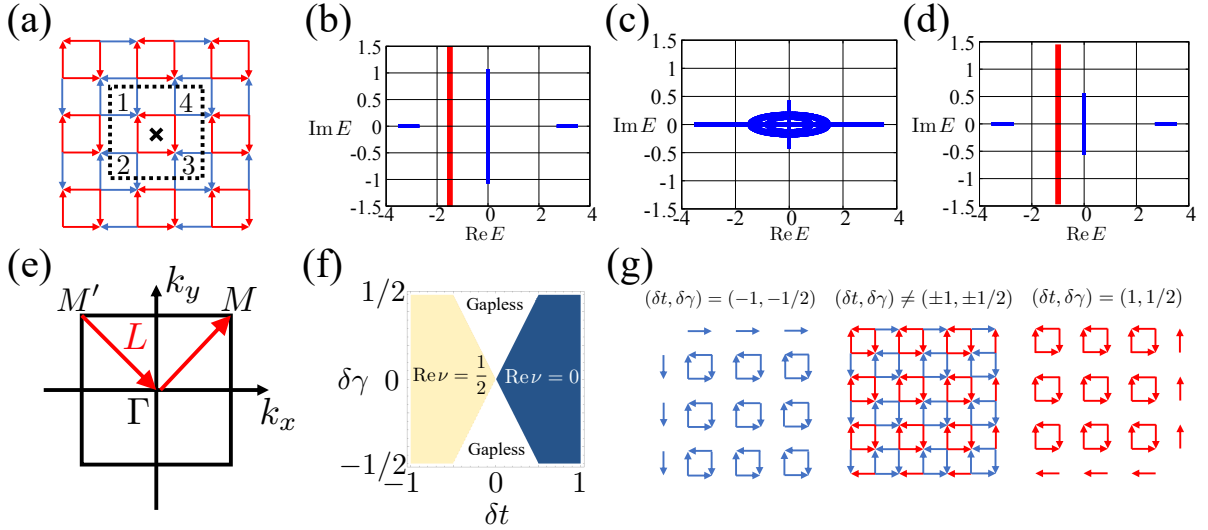 (a)
1
4
2
3
(b)
1.5
1
0.5
Im E 0
-0.5
-1
-1.5
-4 -2 0 2 4
Re E
(c)
1.5
1
0.5
Im E 0
-0.5
-1
-1.5
-4 -2 0 2 4
Re E
(d)
1.5
1
0.5
Im E 0
-0.5
-1
-1.5
-4 -2 0 2 4
Re E
(e)
k_y
M′ M
L
Γ
k_x
(f)
1/2
Gapless
δγ 0
Re ν = 1/2
Re ν = 0
Gapless
−1/2
−1 0 1
δt
(g)
(δt, δγ) = (−1, −1/2)
(δt, δγ) ≠ (±1, ±1/2)
(δt, δγ) = (1, 1/2)